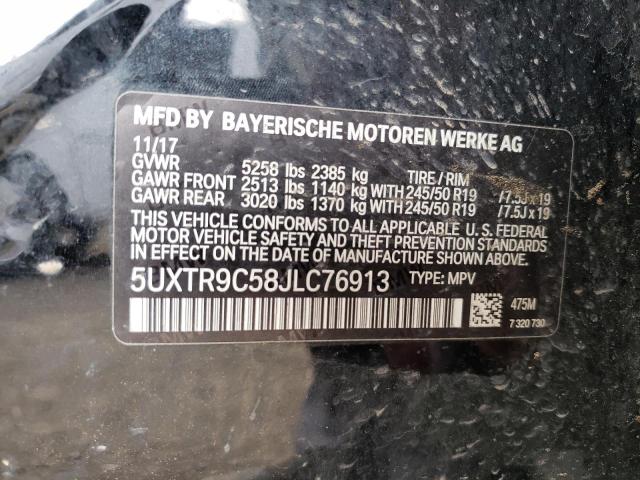 MFD BY BAYERISCHE MOTOREN WERKE AG
11/17
GVWR 5258 lbs 2385 kg TIRE / RIM
GAWR FRONT 2513 lbs 1140 kg WITH 245/50 R19 /7.5J x 19
GAWR REAR 3020 lbs 1370 kg WITH 245/50 R19 /7.5J x 19
THIS VEHICLE CONFORMS TO ALL APPLICABLE U. S. FEDERAL
MOTOR VEHICLE SAFETY AND THEFT PREVENTION STANDARDS
IN EFFECT ON THE DATE OF MANUFACTURE SHOWN ABOVE.
5UXTR9C58JLC76913 TYPE: MPV
475M
7 320 730